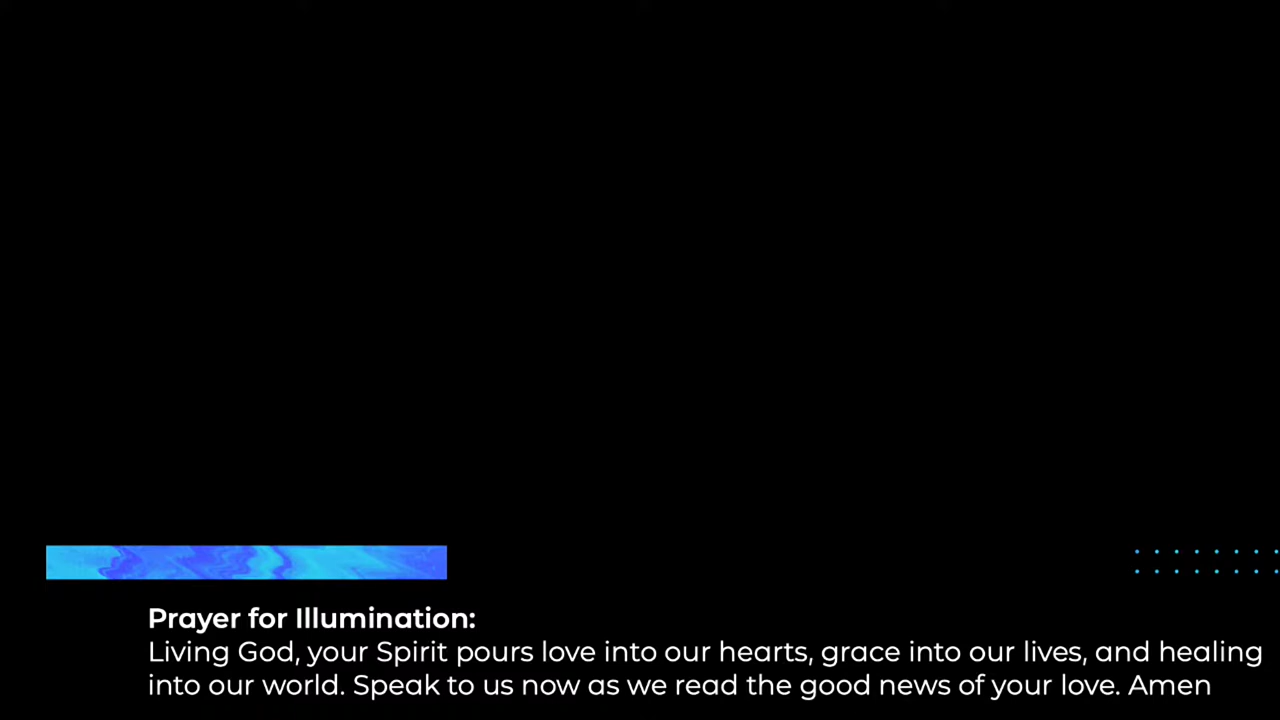 Prayer for Illumination:
Living God, your Spirit pours love into our hearts, grace into our lives, and healing
into our world. Speak to us now as we read the good news of your love. Amen